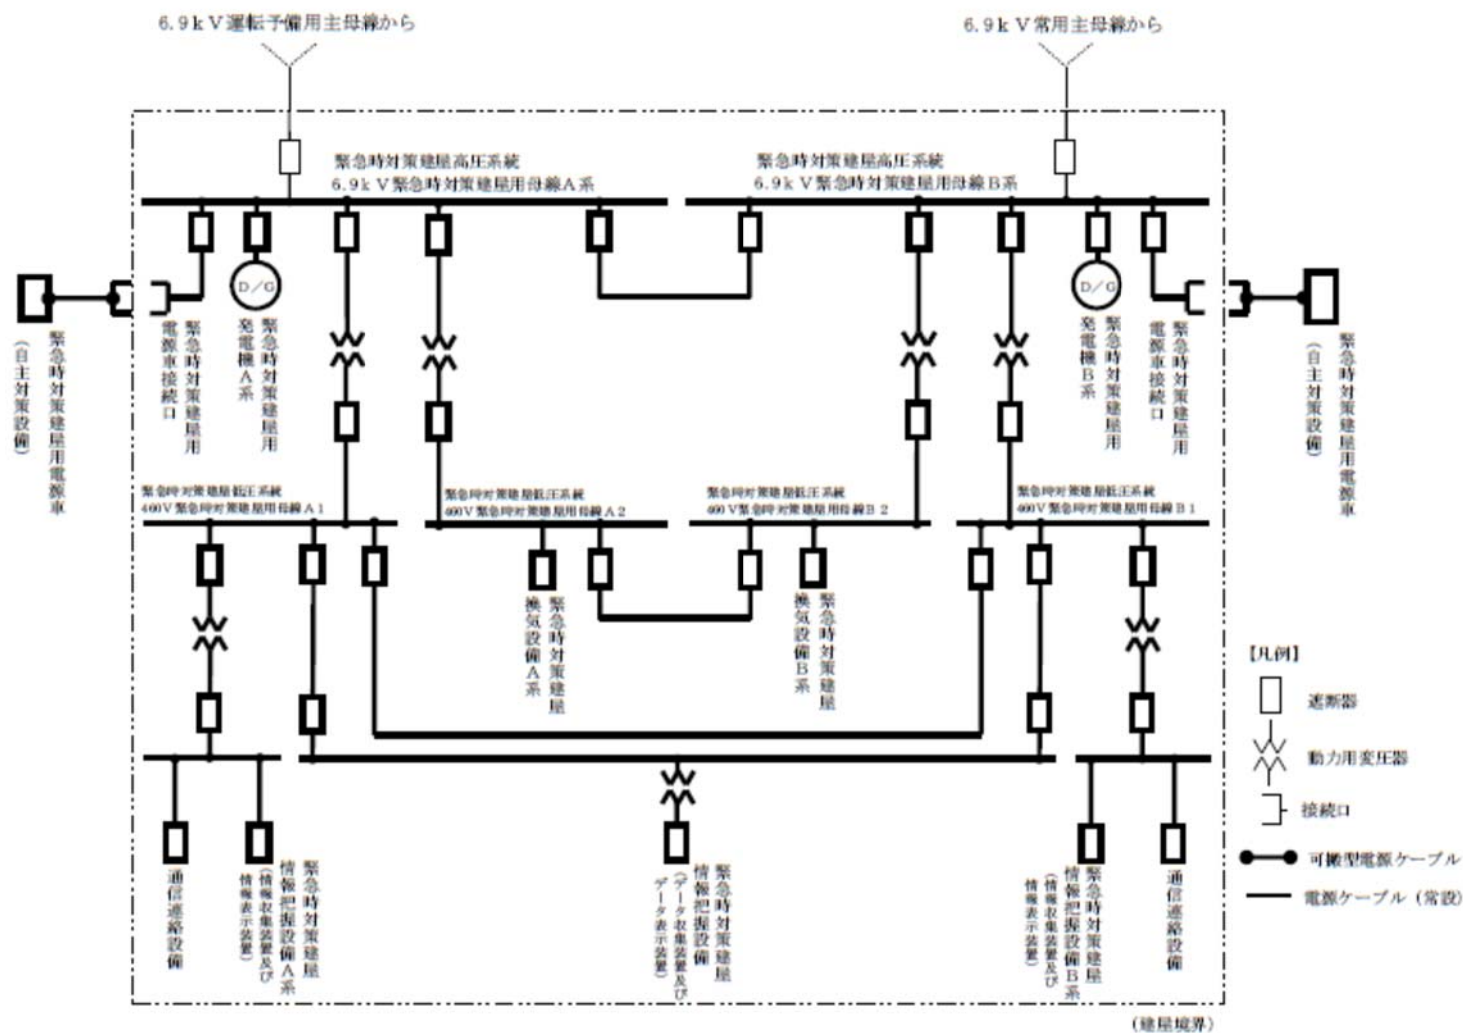 6.9kV運転予備用主母線から
6.9kV常用主母線から
緊急時対策建屋高圧系統
6.9kV緊急時対策建屋用母線A系
緊急時対策建屋高圧系統
6.9kV緊急時対策建屋用母線B系
D/G
D/G
緊急時対策建屋用電源車
(自主対策設備)
緊急時対策建屋用
電源車接続口
緊急時対策建屋用
発電機A系
緊急時対策建屋用
発電機B系
緊急時対策建屋用
電源車接続口
緊急時対策建屋用電源車
(自主対策設備)
緊急時対策建屋低圧系統
460V緊急時対策建屋用母線A1
緊急時対策建屋低圧系統
460V緊急時対策建屋用母線A2
緊急時対策建屋低圧系統
460V緊急時対策建屋用母線B2
緊急時対策建屋低圧系統
460V緊急時対策建屋用母線B1
緊急時対策建屋
換気設備A系
緊急時対策建屋
換気設備B系
通信連絡設備
緊急時対策建屋
情報把握設備A系
(情報収集装置及び
情報表示装置)
緊急時対策建屋
情報把握設備
(データ収集装置及び
データ表示装置)
緊急時対策建屋
情報把握設備B系
(情報収集装置及び
情報表示装置)
通信連絡設備
【凡例】
遮断器
動力用変圧器
接続口
可搬型電源ケーブル
電源ケーブル(常設)
(建屋境界)